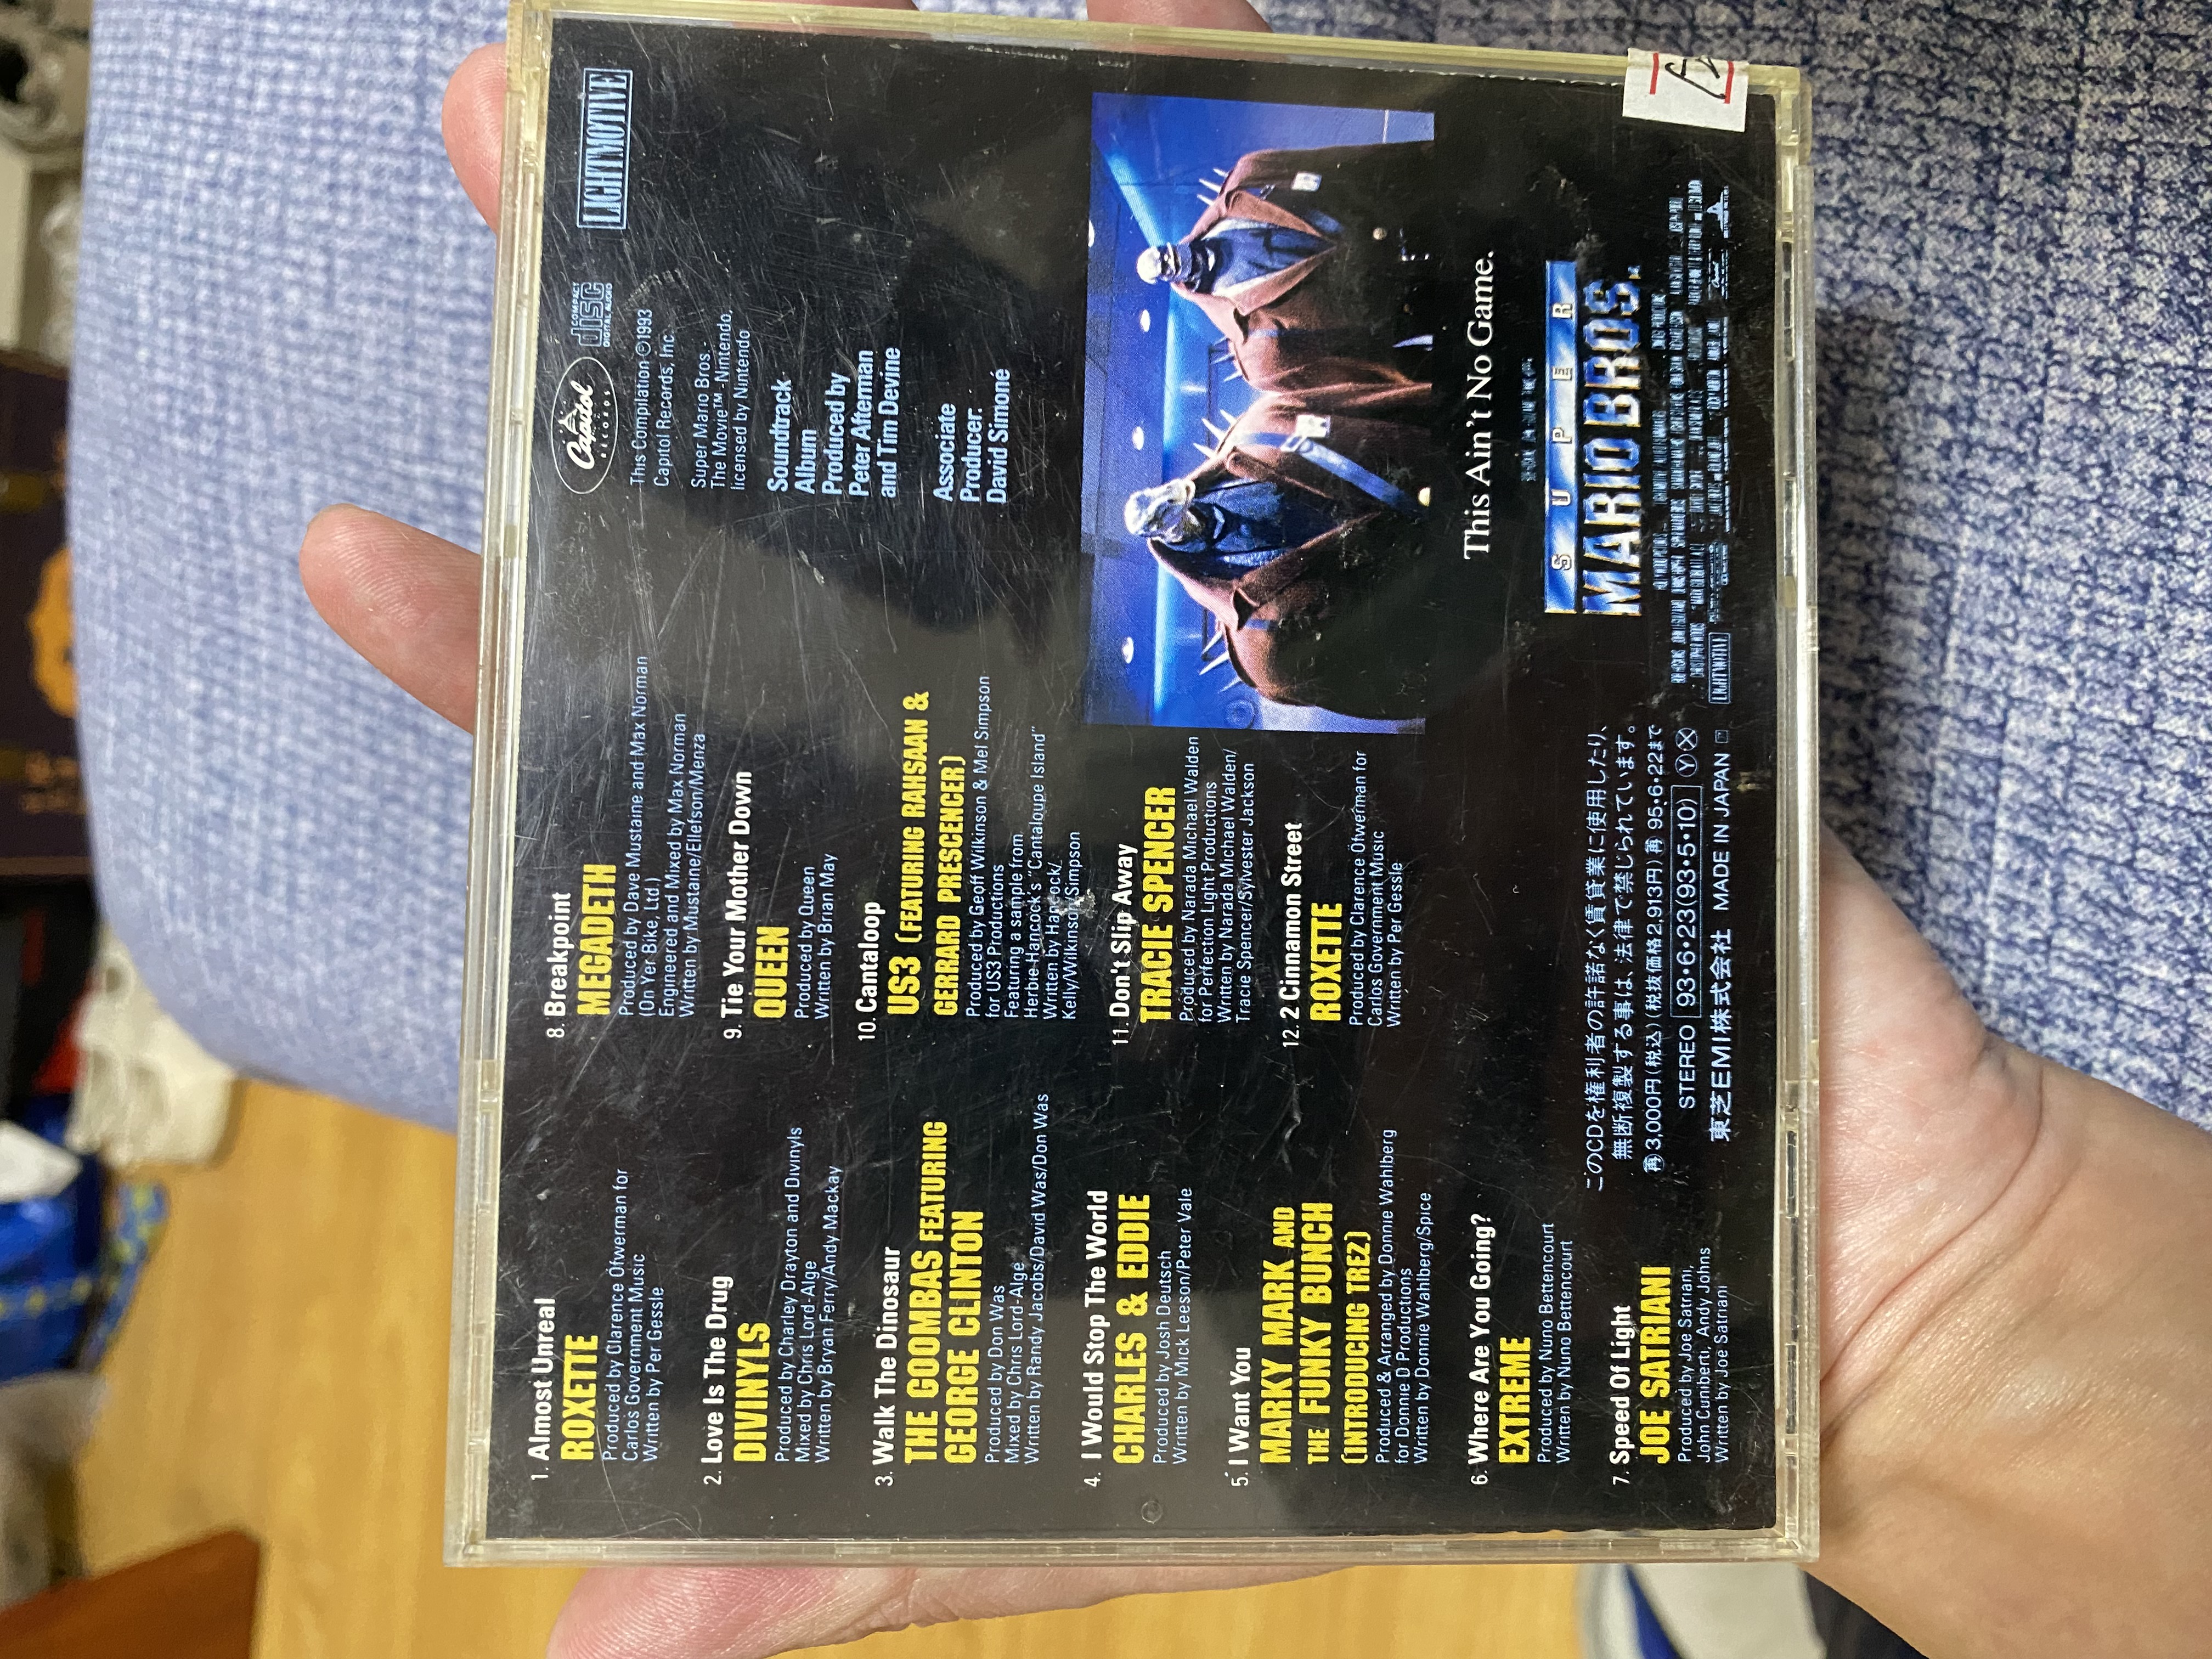 1. Almost Unreal
ROXETTE
Produced by Clarence Öfwerman for
Carlos Government Music
Written by Per Gessle
2. Love Is The Drug
DIVINYLS
Produced by Charley Drayton and Divinyls
Mixed by Chris Lord-Alge
Written by Bryan Ferry/Andy Mackay
3. Walk The Dinosaur
THE GOOMBAS FEATURING
GEORGE CLINTON
Produced by Don Was
Mixed by Chris Lord-Alge
Written by Randy Jacobs/David Was/Don Was
4. I Would Stop The World
CHARLES & EDDIE
Produced by Josh Deutsch
Written by Mick Leeson/Peter Vale
5. I Want You
MARKY MARK AND
THE FUNKY BUNCH
(INTRODUCING TREZ)
Produced & Arranged by Donnie Wahlberg
for Donnie D Productions
Written by Donnie Wahlberg/Spice
6. Where Are You Going?
EXTREME
Produced by Nuno Bettencourt
Written by Nuno Bettencourt
7. Speed Of Light
JOE SATRIANI
Produced by Joe Satriani,
John Cuniberti, Andy Johns
Written by Joe Satriani
8. Breakpoint
MEGADETH
Produced by Dave Mustaine and Max Norman
(On Yer Bike, Ltd.)
Engineered and Mixed by Max Norman
Written by Mustaine/Ellefson/Menza
9. Tie Your Mother Down
QUEEN
Produced by Queen
Written by Brian May
10. Cantaloop
US3 (FEATURING RAHSAAN &
GERRARD PRESCENCER)
Produced by Geoff Wilkinson & Mel Simpson
for US3 Productions
Featuring a sample from
Herbie Hancock's "Cantaloupe Island"
Written by Hancock/
Kelly/Wilkinson/Simpson
11. Don't Slip Away
TRACIE SPENCER
Produced by Narada Michael Walden
for Perfection Light Productions
Written by Narada Michael Walden/
Tracie Spencer/Sylvester Jackson
12. 2 Cinnamon Street
ROXETTE
Produced by Clarence Öfwerman for
Carlos Government Music
Written by Per Gessle
Capitol
RECORDS
COMPACT
disc
DIGITAL AUDIO
LIGHTMOTIVE
This Compilation ©1993
Capitol Records, Inc.
Super Mario Bros.
The Movie™ - Nintendo,
licensed by Nintendo
Soundtrack
Album
Produced by
Peter Afterman
and Tim Devine
Associate
Producer:
David Simoné
This Ain't No Game.
SUPER
MARIO BROS.
LIGHTMOTIVE
このCDを権利者の許諾なく賃貸業に使用したり、
無断複製する事は、法律で禁じられています。
再 3,000円(税込)(税抜価格2,913円) 再 95・6・22まで
STEREO 93・6・23(93・5・10) Y X
東芝EMI株式会社 MADE IN JAPAN